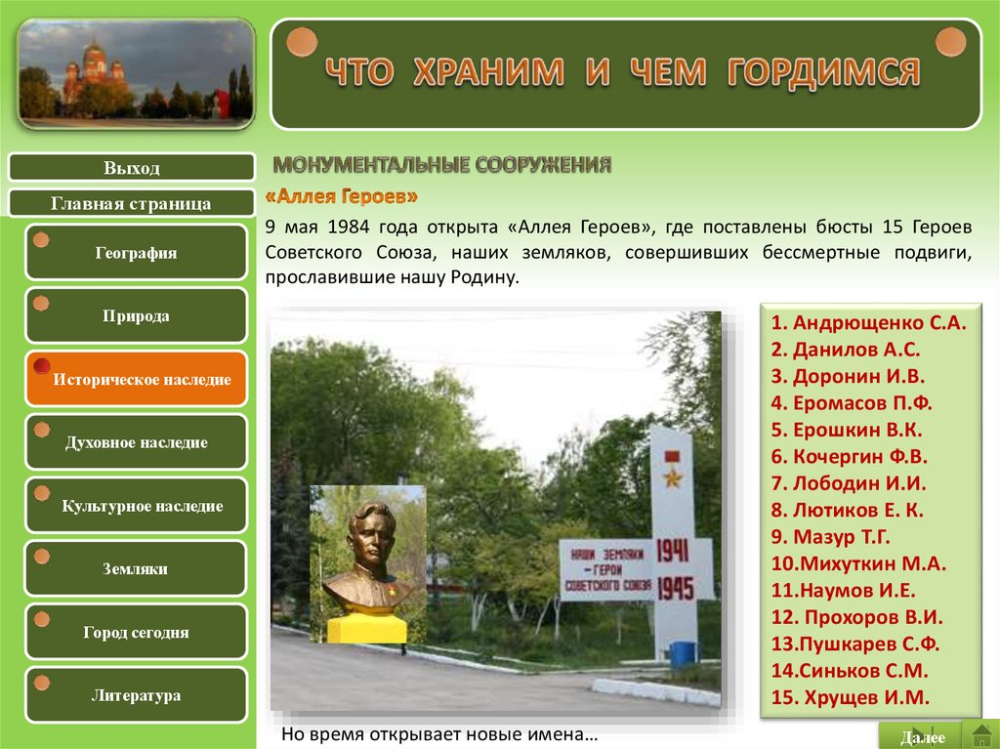 ЧТО ХРАНИМ И ЧЕМ ГОРДИМСЯ
Выход
Главная страница
География
Природа
Историческое наследие
Духовное наследие
Культурное наследие
Земляки
Город сегодня
Литература
МОНУМЕНТАЛЬНЫЕ СООРУЖЕНИЯ
«Аллея Героев»
9 мая 1984 года открыта «Аллея Героев», где поставлены бюсты 15 Героев
Советского Союза, наших земляков, совершивших бессмертные подвиги,
прославившие нашу Родину.
НАШИ ЗЕМЛЯКИ
–ГЕРОИ
СОВЕТСКОГО СОЮЗА
1941
1945
1. Андрющенко С.А.
2. Данилов А.С.
3. Доронин И.В.
4. Еромасов П.Ф.
5. Ерошкин В.К.
6. Кочергин Ф.В.
7. Лободин И.И.
8. Лютиков Е. К.
9. Мазур Т.Г.
10.Михуткин М.А.
11.Наумов И.Е.
12. Прохоров В.И.
13.Пушкарев С.Ф.
14.Синьков С.М.
15. Хрущев И.М.
Но время открывает новые имена…
Далее